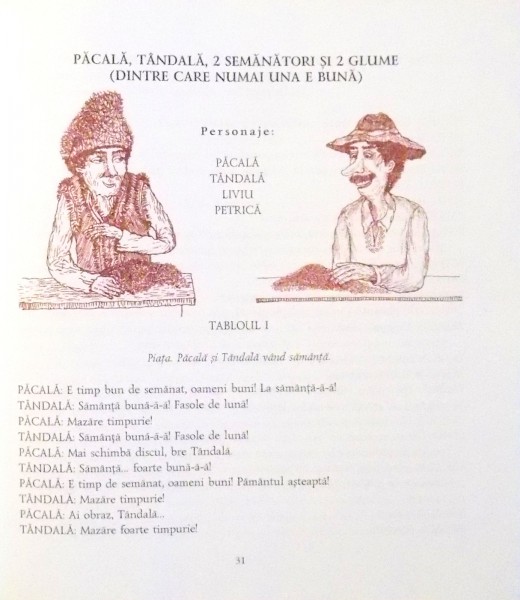 PĂCALĂ, TÂNDALĂ, 2 SEMĂNĂTORI ȘI 2 GLUME
(DINTRE CARE NUMAI UNA E BUNĂ)
Personaje:
PĂCALĂ
TÂNDALĂ
LIVIU
PETRICĂ
TABLOUL I
Piața. Păcală și Tândală vând sămânță.
PĂCALĂ: E timp bun de semănat, oameni buni! La sămânță-ă-ă!
TÂNDALĂ: Sămânță bună-ă-ă! Fasole de lună!
PĂCALĂ: Mazăre timpurie!
TÂNDALĂ: Sămânță bună-ă-ă! Fasole de lună!
PĂCALĂ: Mai schimbă discul, bre Tândală.
TÂNDALĂ: Sămânță... foarte bună-ă-ă!
PĂCALĂ: E timp de semănat, oameni buni! Pământul așteaptă!
TÂNDALĂ: Mazăre timpurie!
PĂCALĂ: Ai obraz, Tândală...
TÂNDALĂ: Mazăre foarte timpurie!
31